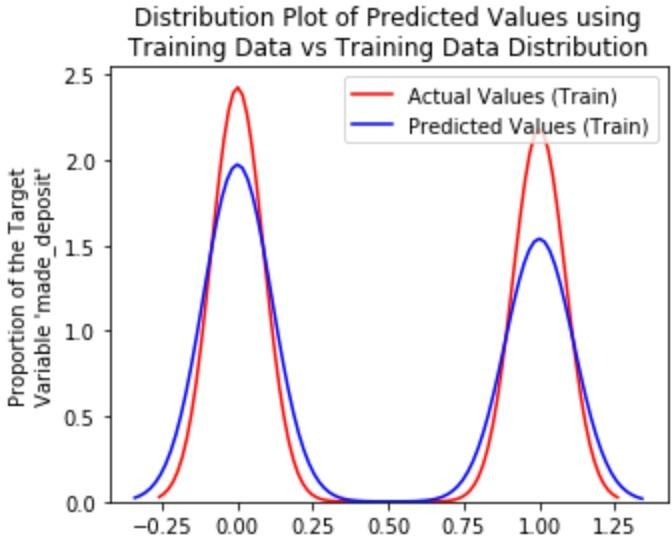 Distribution Plot of Predicted Values using
Training Data vs Training Data Distribution
Actual Values (Train)
Predicted Values (Train)
Proportion of the Target
Variable 'made_deposit'
2.5
2.0
1.5
1.0
0.5
0.0
−0.25 0.00 0.25 0.50 0.75 1.00 1.25